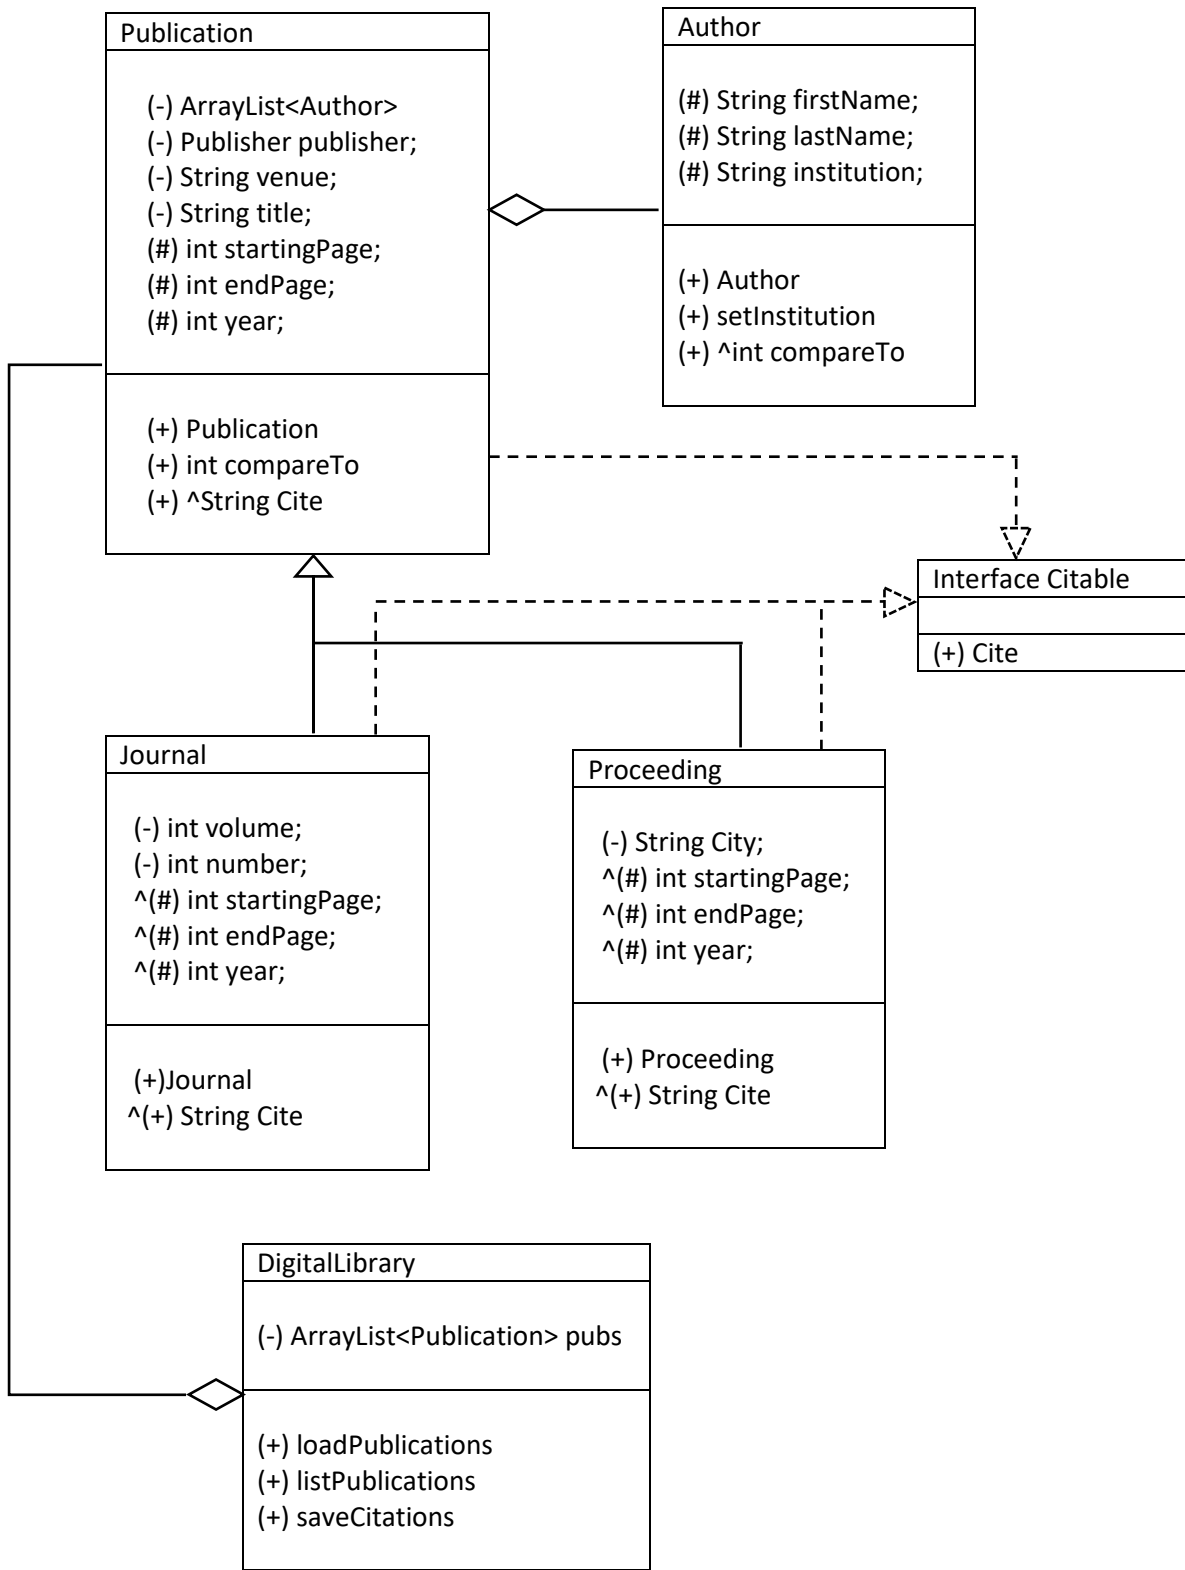 Publication
(-) ArrayList<Author>
(-) Publisher publisher;
(-) String venue;
(-) String title;
(#) int startingPage;
(#) int endPage;
(#) int year;
(+) Publication
(+) int compareTo
(+) ^String Cite
Author
(#) String firstName;
(#) String lastName;
(#) String institution;
(+) Author
(+) setInstitution
(+) ^int compareTo
Interface Citable
(+) Cite
Journal
(-) int volume;
(-) int number;
^(#) int startingPage;
^(#) int endPage;
^(#) int year;
(+)Journal
^(+) String Cite
Proceeding
(-) String City;
^(#) int startingPage;
^(#) int endPage;
^(#) int year;
(+) Proceeding
^(+) String Cite
DigitalLibrary
(-) ArrayList<Publication> pubs
(+) loadPublications
(+) listPublications
(+) saveCitations